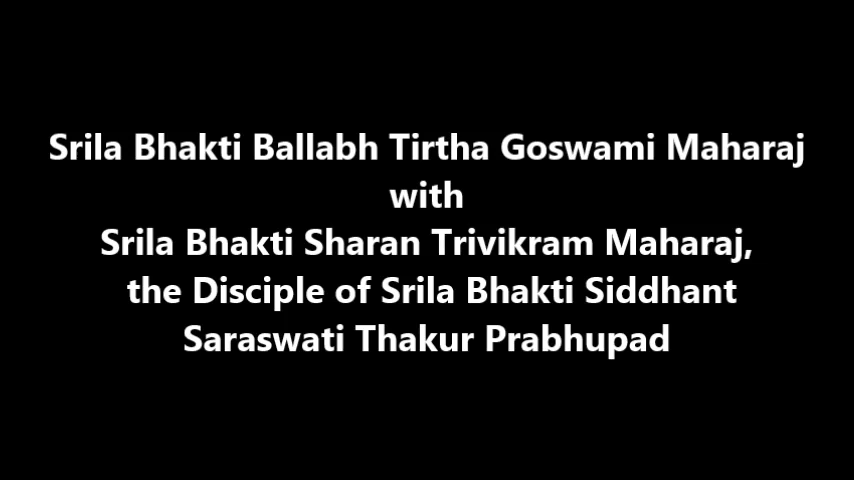 Srila Bhakti Ballabh Tirtha Goswami Maharaj
with
Srila Bhakti Sharan Trivikram Maharaj,
the Disciple of Srila Bhakti Siddhant
Saraswati Thakur Prabhupad